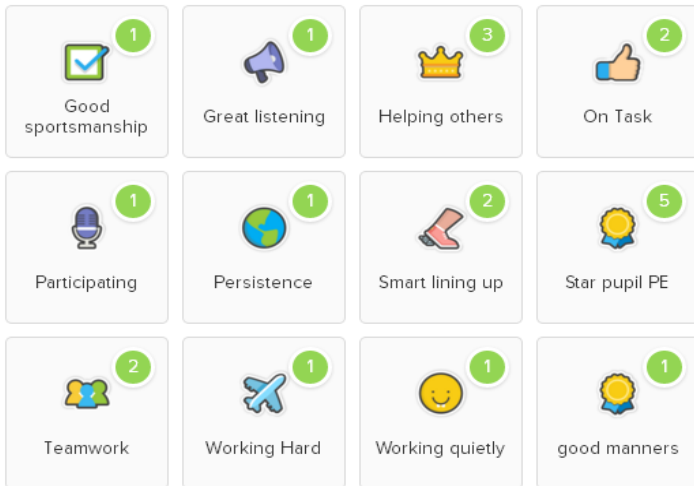 1
Good
sportsmanship
1
Great listening
3
Helping others
2
On Task
1
Participating
1
Persistence
2
Smart lining up
5
Star pupil PE
2
Teamwork
1
Working Hard
1
Working quietly
1
good manners